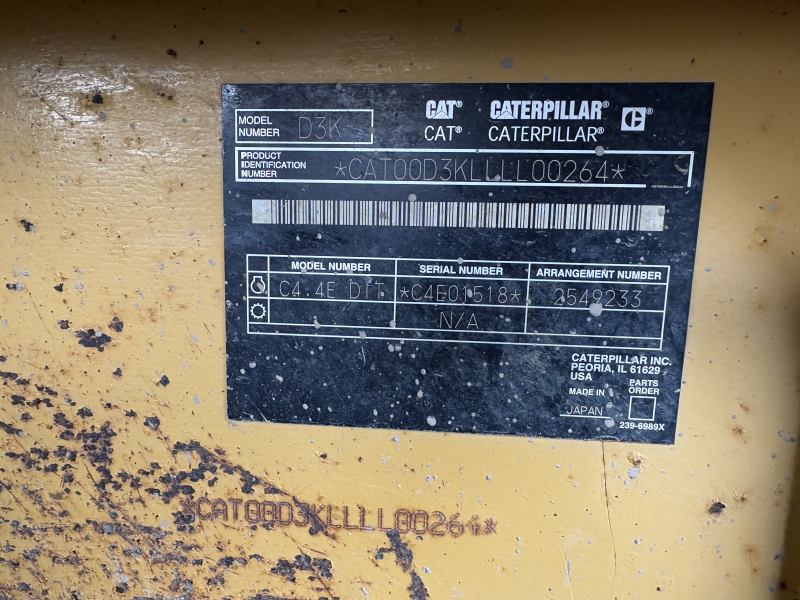 CAT® CATERPILLAR® C®
CAT® CATERPILLAR®
MODEL NUMBER D3K
PRODUCT IDENTIFICATION NUMBER *CAT00D3KLLLL00264*
MODEL NUMBER SERIAL NUMBER ARRANGEMENT NUMBER
C4.4E DIT *C4E01518* 2549233
N/A
CATERPILLAR INC.
PEORIA, IL 61629
USA
MADE IN JAPAN
PARTS ORDER
239-6989X
*CAT00D3KLLLL00264*